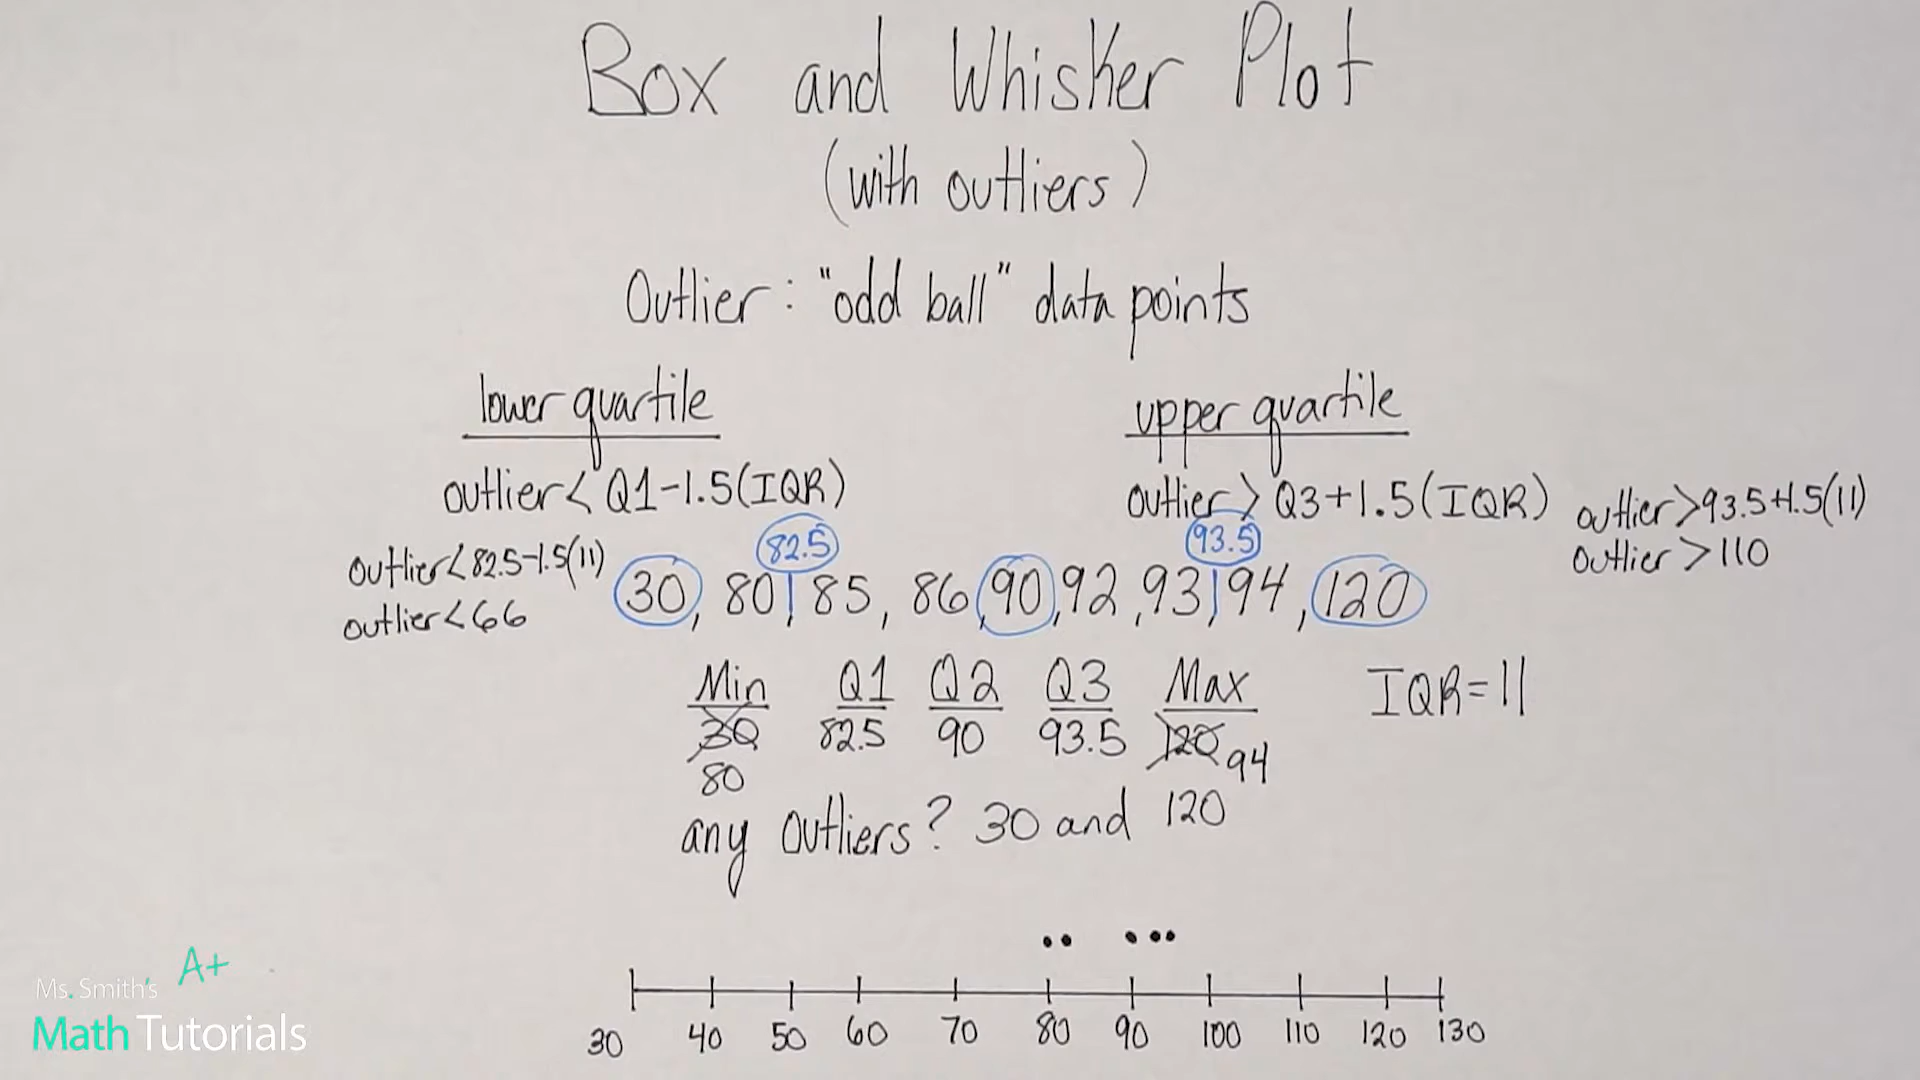 Box and Whisker Plot
(with outliers)
Outlier: "odd ball" data points
lower quartile
outlier < Q1-1.5(IQR)
upper quartile
outlier > Q3+1.5(IQR)
outlier>93.5+1.5(11)
outlier >110
outlier<82.5-1.5(11)
outlier<66
82.5
93.5
30, 80, 85, 86, 90, 92, 93, 94, 120
Min Q1 Q2 Q3 Max
30 82.5 90 93.5 120 94
80
IQR=11
any outliers? 30 and 120
30 40 50 60 70 80 90 100 110 120 130
Ms. Smith's A+
Math Tutorials